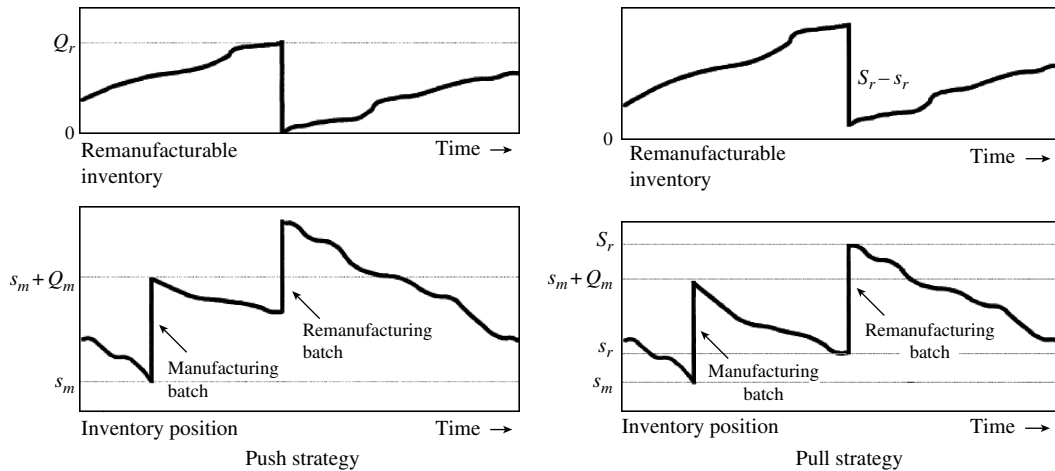 Q_r
0
Remanufacturable
inventory
Time →
s_m + Q_m
s_m
Manufacturing
batch
Remanufacturing
batch
Inventory position
Time →
Push strategy
S_r – s_r
0
Remanufacturable
inventory
Time →
S_r
s_m + Q_m
s_r
s_m
Manufacturing
batch
Remanufacturing
batch
Inventory position
Time →
Pull strategy